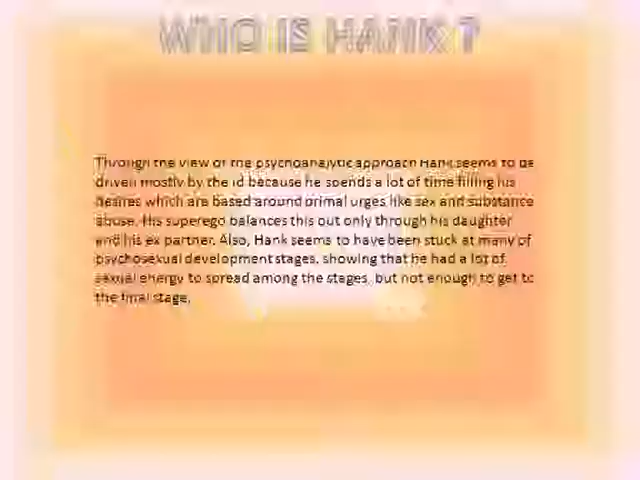 WHO IS HANK ?
Through the view of the psychoanalytic approach Hank seems to be
driven mostly by the id because he spends a lot of time filling his
desires which are based around primal urges like sex and substance
abuse. His superego balances this out only through his daughter
and his ex partner. Also, Hank seems to have been stuck at many of
psychosexual development stages, showing that he had a lot of
sexual energy to spread among the stages, but not enough to get to
the final stage.